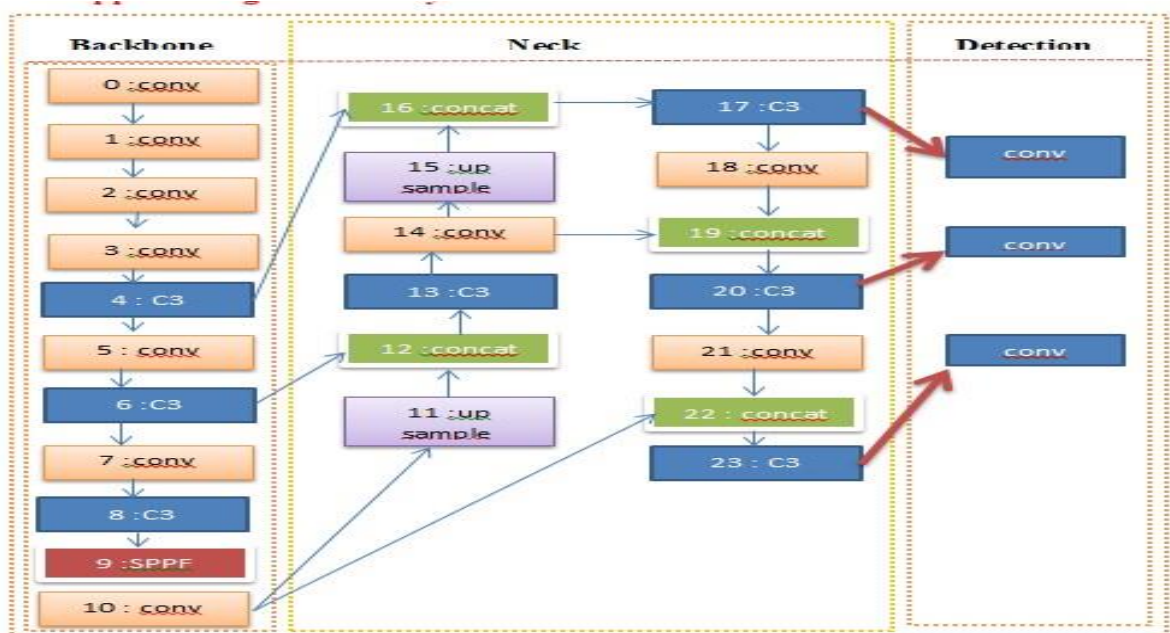 Backbone
0 :conv
1 :conv
2 :conv
3 :conv
4 : C3
5 : conv
6 :C3
7 :conv
8 :C3
9 :SPPF
10 : conv
Neck
16 :concat
15 :up
sample
14 :conv
13 :C3
12 :concat
11 :up
sample
17 :C3
18 :conv
19 :concat
20 :C3
21 :conv
22 : concat
23 : C3
Detection
conv
conv
conv